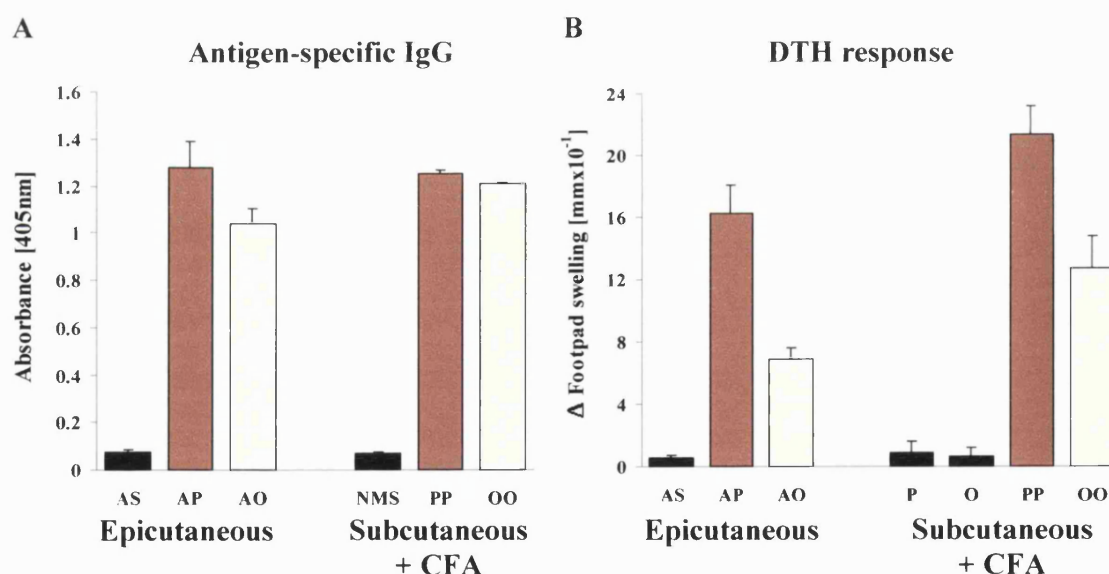 A
Antigen-specific IgG
Absorbance [405nm]
1.6
1.4
1.2
1
0.8
0.6
0.4
0.2
0
AS AP AO NMS PP OO
Epicutaneous Subcutaneous
+ CFA
B
DTH response
Δ Footpad swelling [mmx10⁻¹]
24
20
16
12
8
4
0
AS AP AO P O PP OO
Epicutaneous Subcutaneous
+ CFA